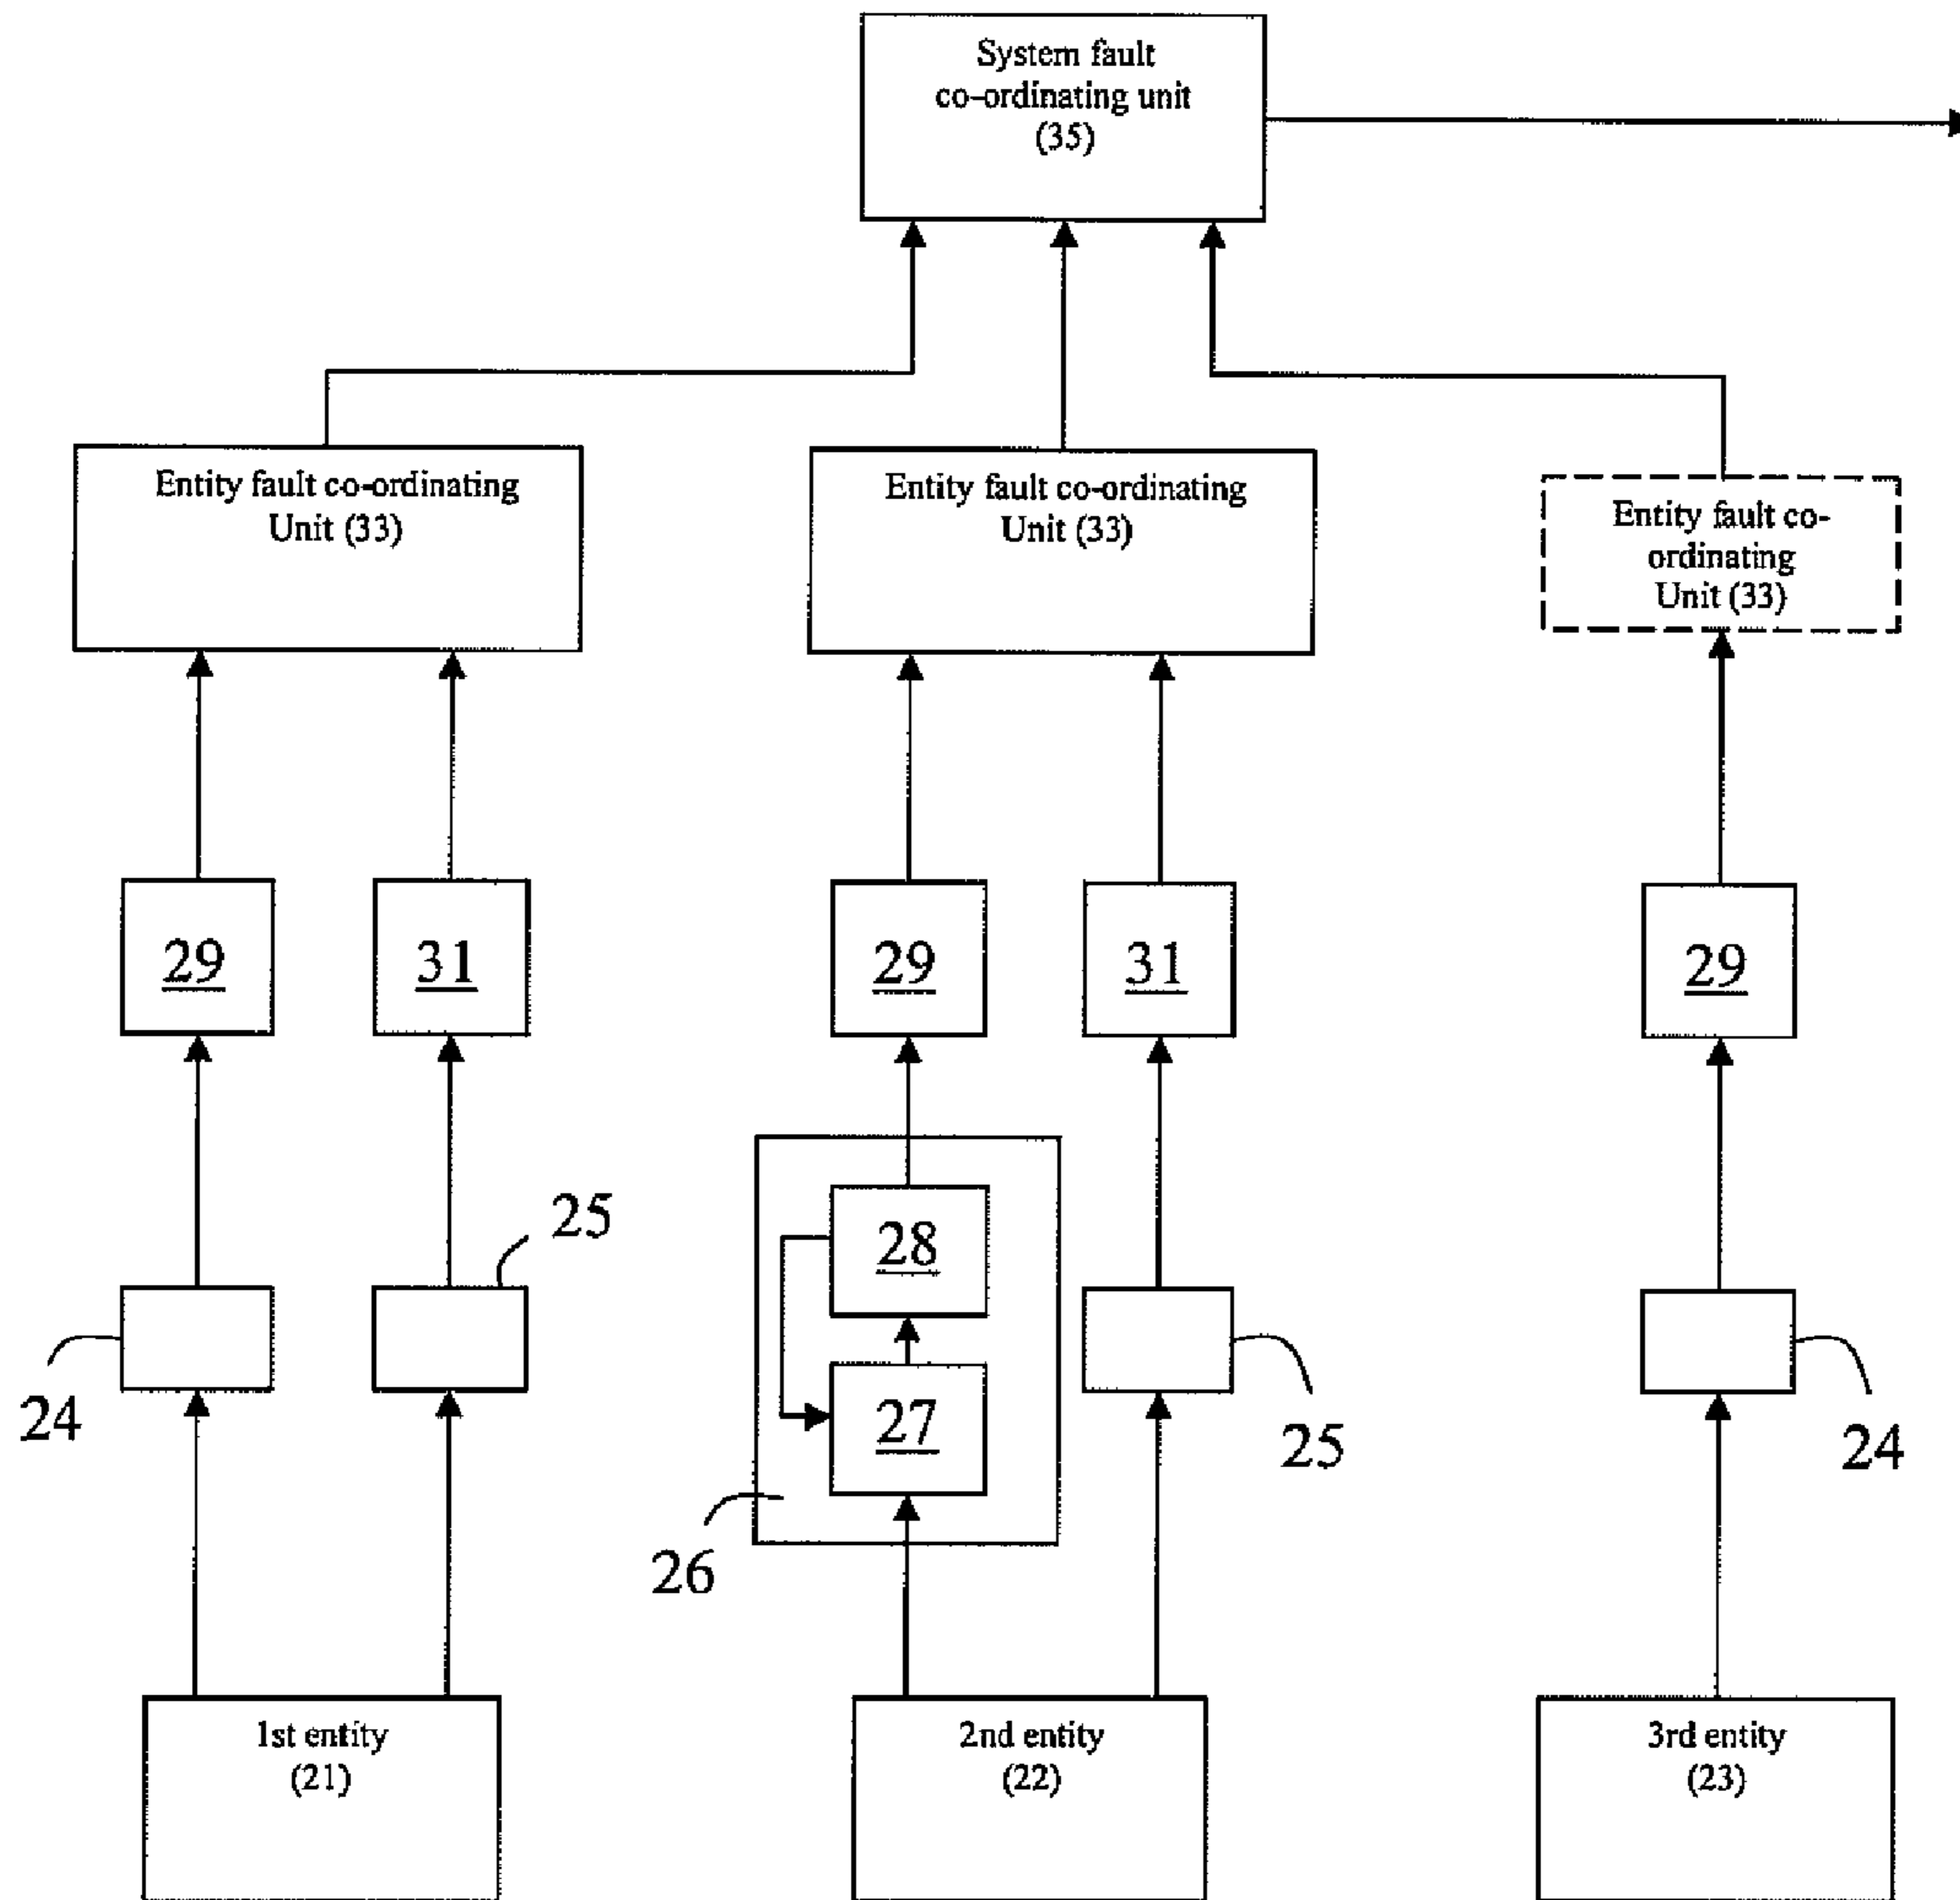 System fault
co-ordinating unit
(35)
Entity fault co-ordinating
Unit (33)
Entity fault co-ordinating
Unit (33)
Entity fault co-
ordinating
Unit (33)
29
31
29
31
29
25
28
24
27
25
24
26
1st entity
(21)
2nd entity
(22)
3rd entity
(23)